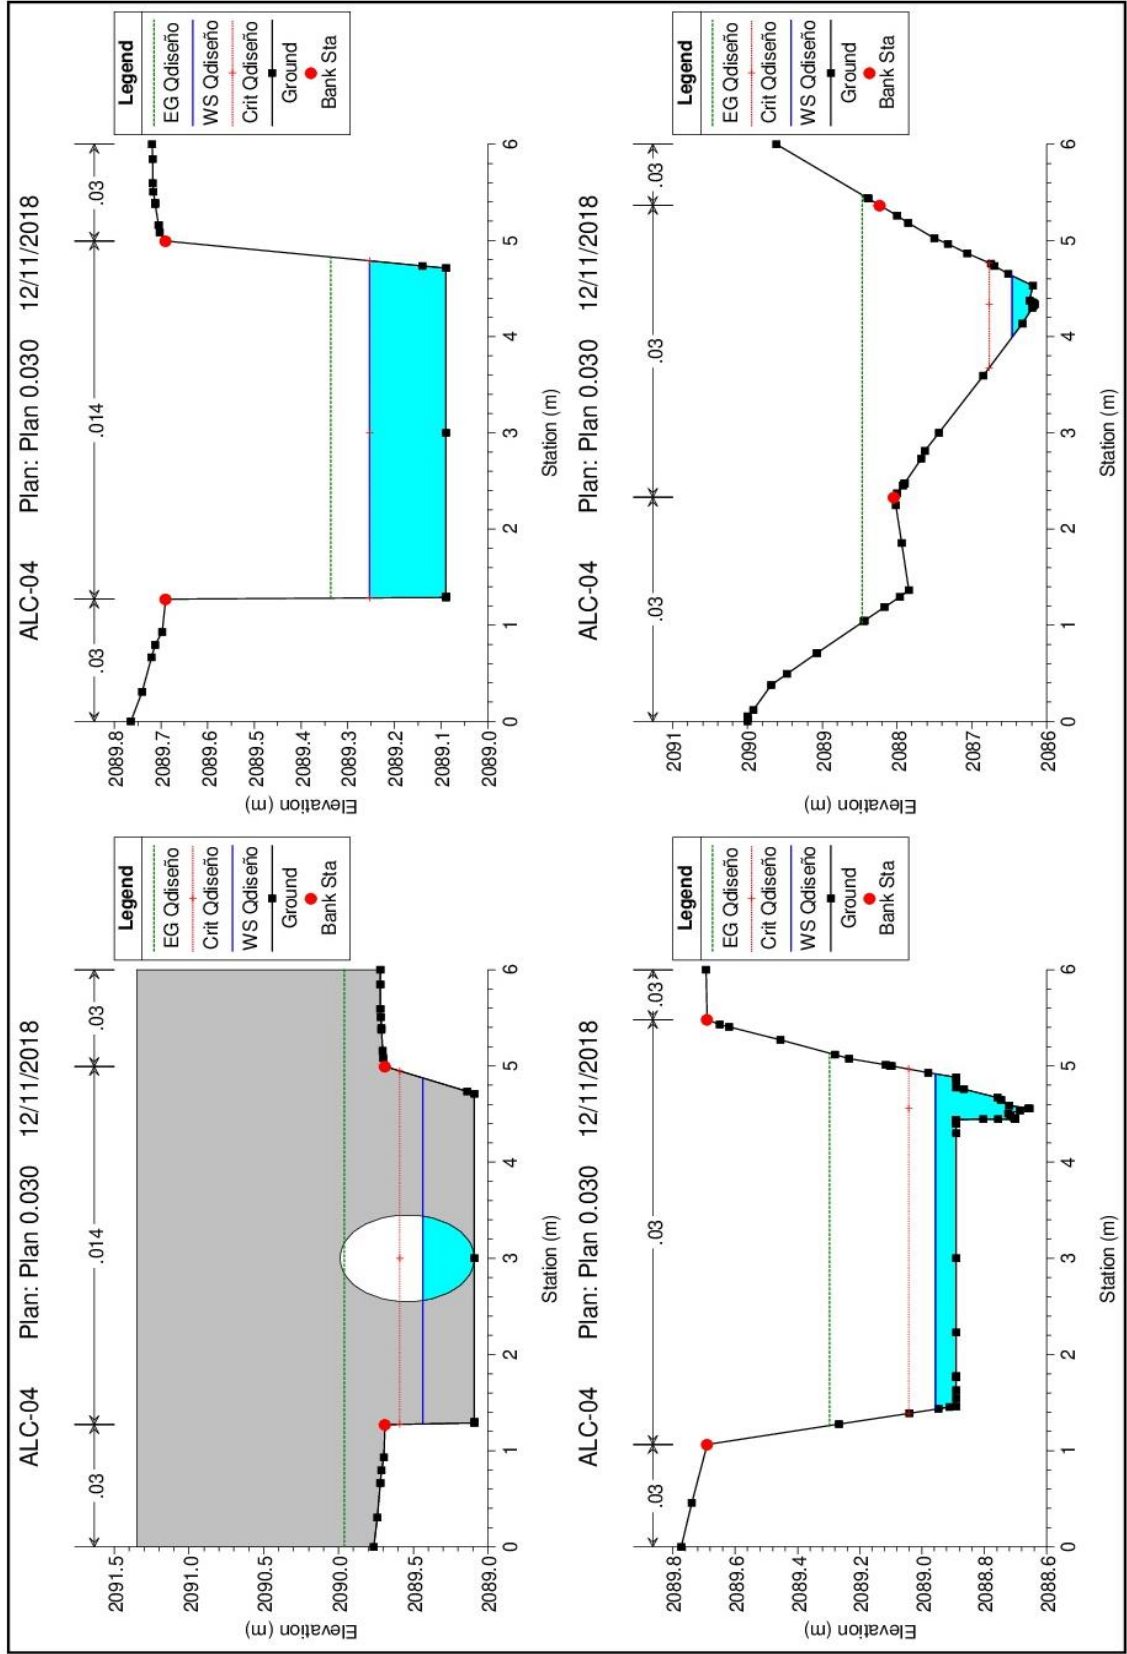 ALC-04 Plan: Plan 0.030 12/11/2018
.03
.014
.03
2091.5
2091.0
2090.5
2090.0
2089.5
2089.0
Elevation (m)
0 1 2 3 4 5 6
Station (m)
Legend
EG Qdiseño
Crit Qdiseño
WS Qdiseño
Ground
Bank Sta
ALC-04 Plan: Plan 0.030 12/11/2018
.03
.014
.03
2089.8
2089.7
2089.6
2089.5
2089.4
2089.3
2089.2
2089.1
2089.0
Elevation (m)
0 1 2 3 4 5 6
Station (m)
Legend
EG Qdiseño
WS Qdiseño
Crit Qdiseño
Ground
Bank Sta
ALC-04 Plan: Plan 0.030 12/11/2018
.03
.03
.03
2089.8
2089.6
2089.4
2089.2
2089.0
2088.8
2088.6
Elevation (m)
0 1 2 3 4 5 6
Station (m)
Legend
EG Qdiseño
Crit Qdiseño
WS Qdiseño
Ground
Bank Sta
ALC-04 Plan: Plan 0.030 12/11/2018
.03
.03
.03
2091
2090
2089
2088
2087
2086
Elevation (m)
0 1 2 3 4 5 6
Station (m)
Legend
EG Qdiseño
Crit Qdiseño
WS Qdiseño
Ground
Bank Sta